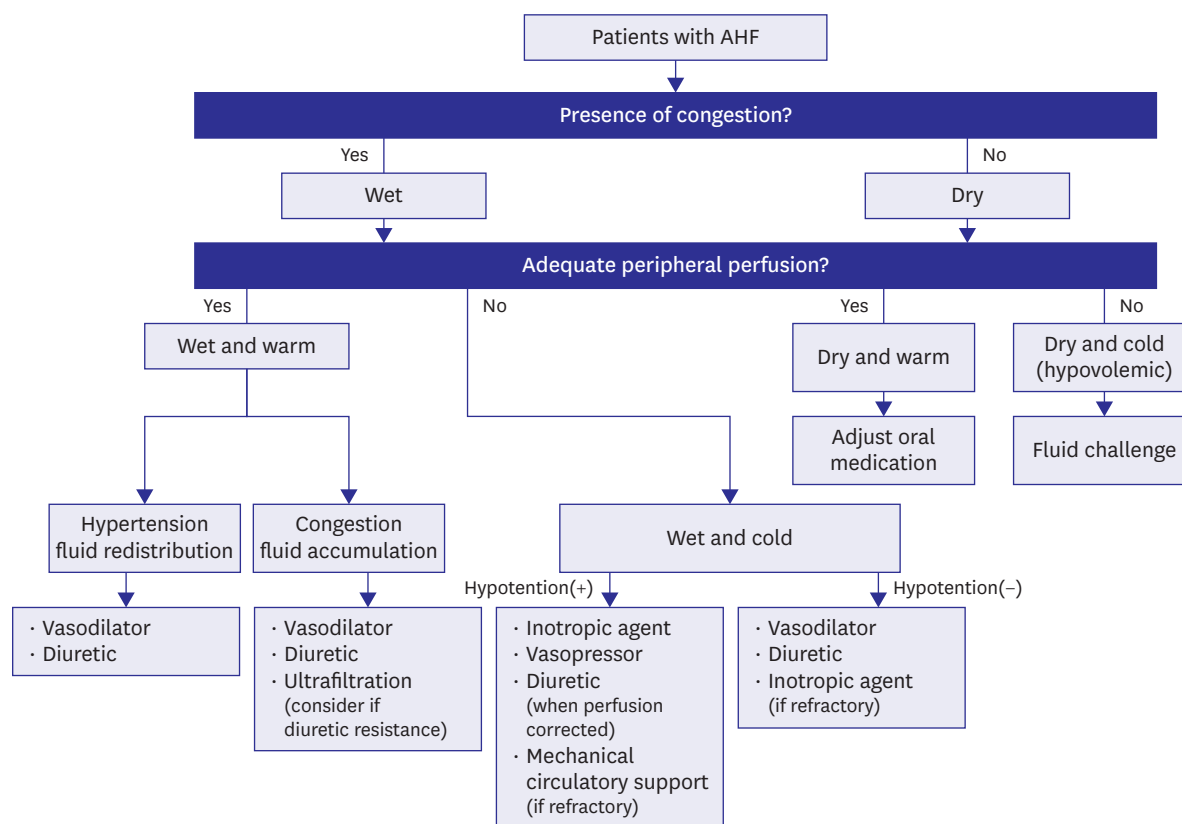 Patients with AHF
Presence of congestion?
Yes
No
Wet
Dry
Adequate peripheral perfusion?
Yes
No
Yes
No
Wet and warm
Dry and warm
Dry and cold
(hypovolemic)
Adjust oral
medication
Fluid challenge
Hypertension
fluid redistribution
Congestion
fluid accumulation
Wet and cold
Hypotention(+)
Hypotention(−)
· Vasodilator
· Diuretic
· Vasodilator
· Diuretic
· Ultrafiltration
(consider if
diuretic resistance)
· Inotropic agent
· Vasopressor
· Diuretic
(when perfusion
corrected)
· Mechanical
circulatory support
(if refractory)
· Vasodilator
· Diuretic
· Inotropic agent
(if refractory)